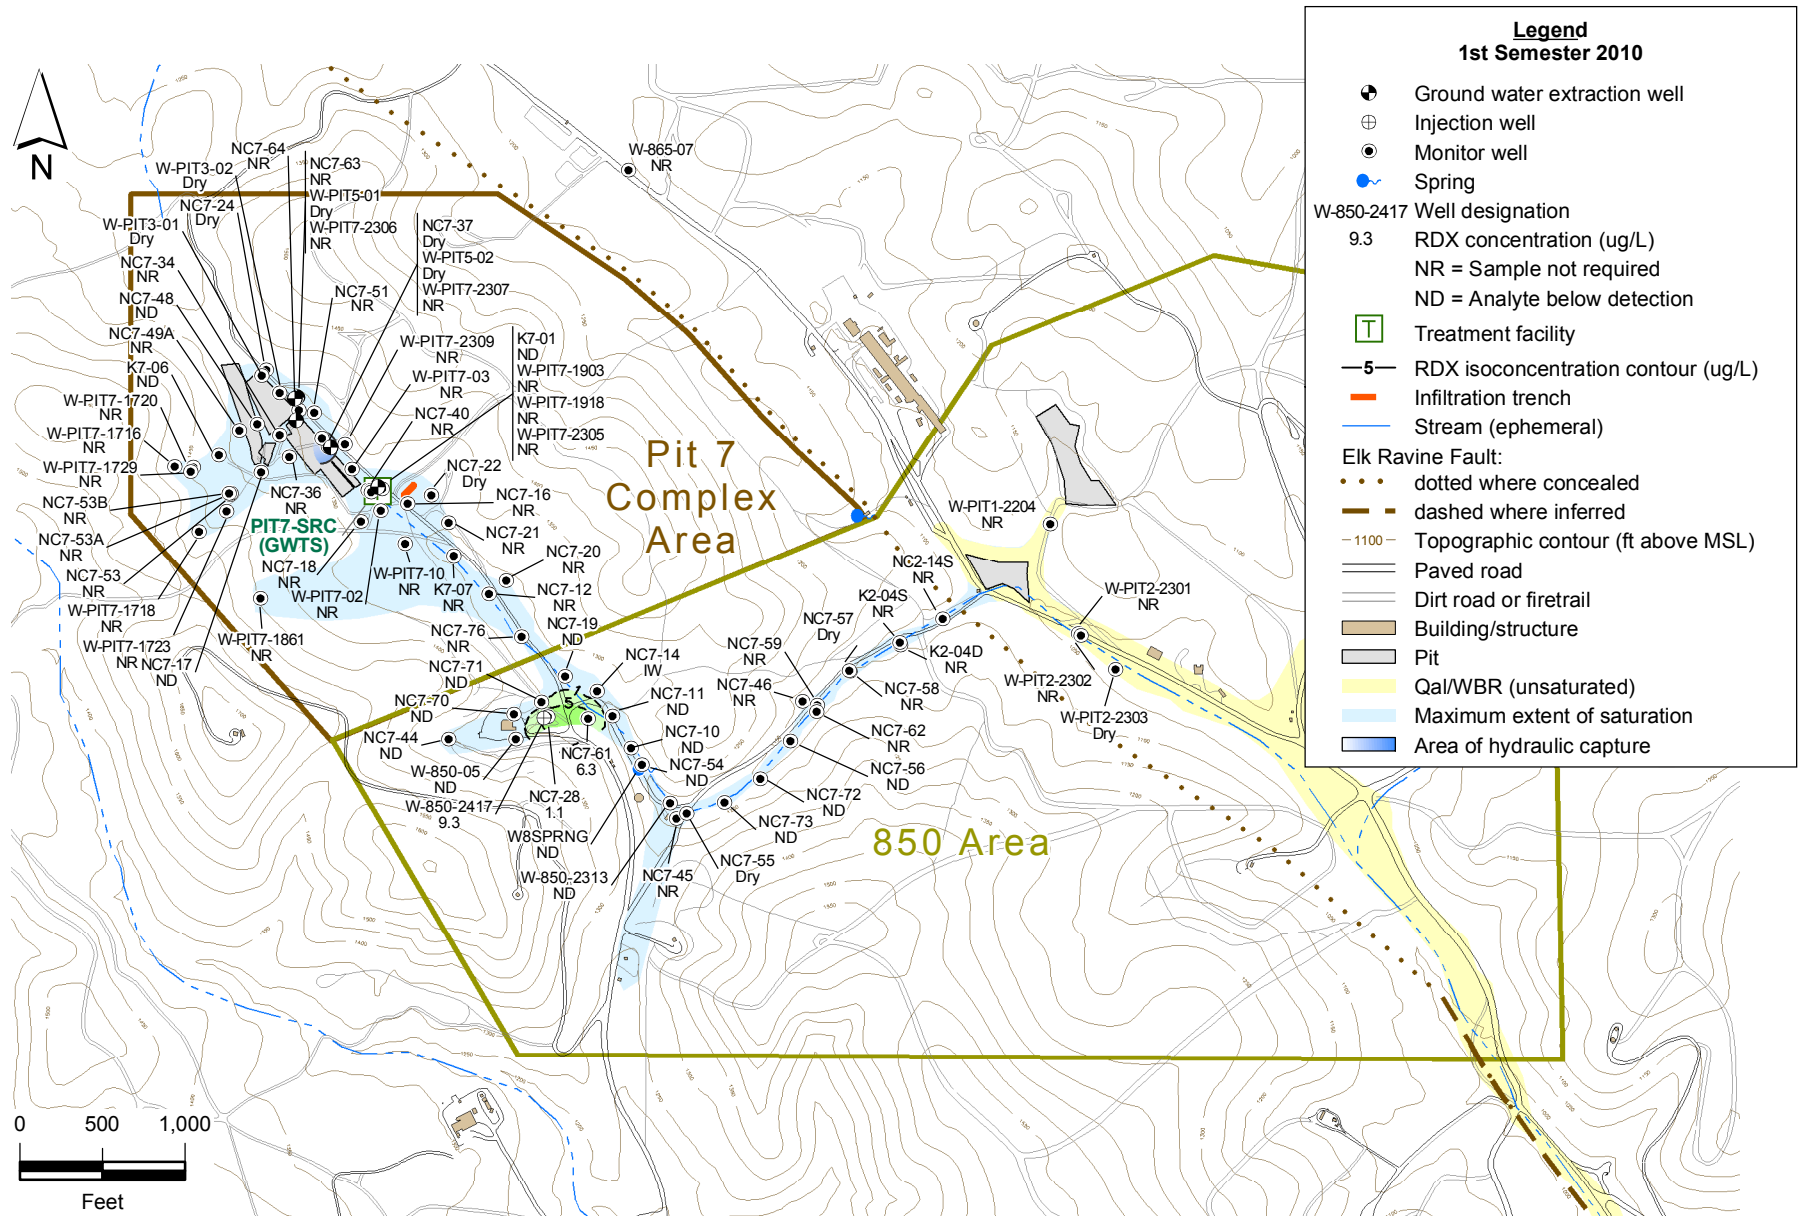 Legend
1st Semester 2010
Ground water extraction well
Injection well
Monitor well
Spring
W-850-2417 Well designation
9.3 RDX concentration (ug/L)
NR = Sample not required
ND = Analyte below detection
T Treatment facility
5 RDX isoconcentration contour (ug/L)
Infiltration trench
Stream (ephemeral)
Elk Ravine Fault:
dotted where concealed
dashed where inferred
1100 Topographic contour (ft above MSL)
Paved road
Dirt road or firetrail
Building/structure
Pit
Qal/WBR (unsaturated)
Maximum extent of saturation
Area of hydraulic capture
N
W-865-07
NR
NC7-64
NR
W-PIT3-02
Dry
NC7-24
Dry
W-PIT3-01
Dry
NC7-34
NR
NC7-48
ND
NC7-49A
NR
K7-06
ND
W-PIT7-1720
NR
W-PIT7-1716
NR
W-PIT7-1729
NR
NC7-53B
NR
NC7-53A
NR
NC7-53
NR
W-PIT7-1718
NR
W-PIT7-1723
NR
NC7-17
ND
NC7-63
NR
W-PIT5-01
Dry
W-PIT7-2306
NR
NC7-37
Dry
W-PIT5-02
Dry
W-PIT7-2307
NR
NC7-51
NR
W-PIT7-2309
NR
W-PIT7-03
NR
NC7-40
NR
K7-01
ND
W-PIT7-1903
NR
W-PIT7-1918
NR
W-PIT7-2305
NR
NC7-22
Dry
NC7-16
NR
NC7-21
NR
NC7-20
NR
NC7-12
NR
NC7-19
ND
NC7-36
NR
PIT7-SRC
(GWTS)
T
NC7-18
NR
W-PIT7-02
NR
W-PIT7-10
NR
K7-07
NR
W-PIT7-1861
NR
NC7-76
NR
NC7-71
ND
NC7-70
ND
NC7-44
ND
W-850-05
ND
W-850-2417
9.3
NC7-28
1.1
W8SPRNG
ND
W-850-2313
ND
NC7-14
IW
NC7-11
ND
NC7-10
ND
NC7-61
6.3
NC7-54
ND
1
5
NC7-45
NR
NC7-55
Dry
NC7-73
ND
NC7-72
ND
NC7-56
ND
NC7-62
NR
NC7-58
NR
NC7-46
NR
NC7-59
NR
NC7-57
Dry
K2-04S
NR
K2-04D
NR
NC2-14S
NR
W-PIT1-2204
NR
W-PIT2-2301
NR
W-PIT2-2302
NR
W-PIT2-2303
Dry
Pit 7
Complex
Area
850 Area
0 500 1,000
Feet